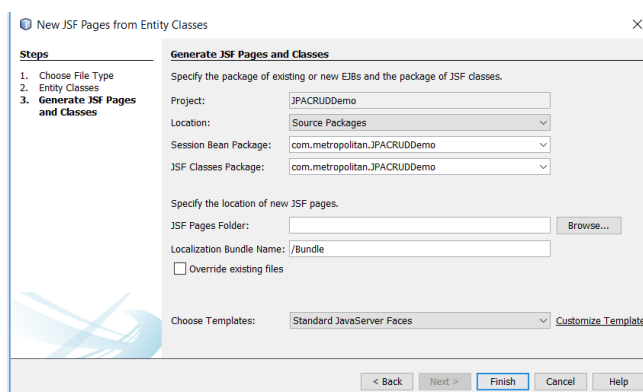 New JSF Pages from Entity Classes
Steps
1. Choose File Type
2. Entity Classes
3. Generate JSF Pages
and Classes
Generate JSF Pages and Classes
Specify the package of existing or new EJBs and the package of JSF classes.
Project: JPACRUDDemo
Location: Source Packages
Session Bean Package: com.metropolitan.JPACRUDDemo
JSF Classes Package: com.metropolitan.JPACRUDDemo
Specify the location of new JSF pages.
JSF Pages Folder: Browse...
Localization Bundle Name: /Bundle
Override existing files
Choose Templates: Standard JavaServer Faces Customize Template
< Back Next > Finish Cancel Help